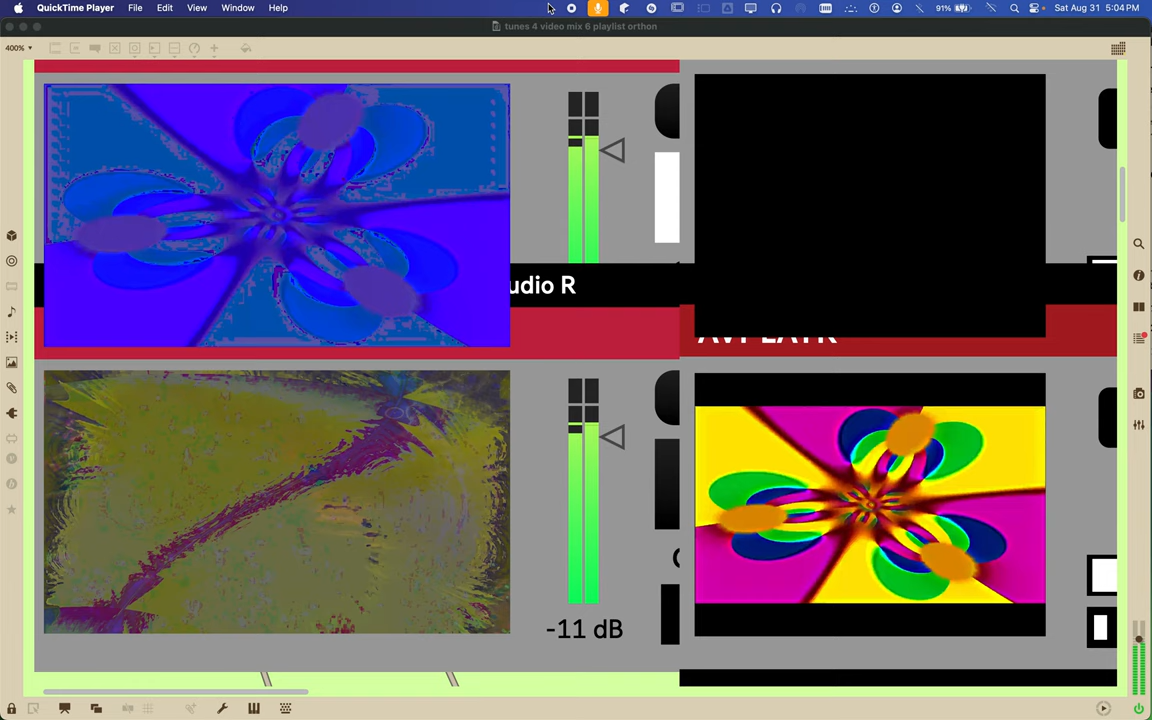 QuickTime Player File Edit View Window Help 91% Sat Aug 31 5:04 PM
tunes 4 video mix 6 playlist orthon
400%
udio R
-11 dB